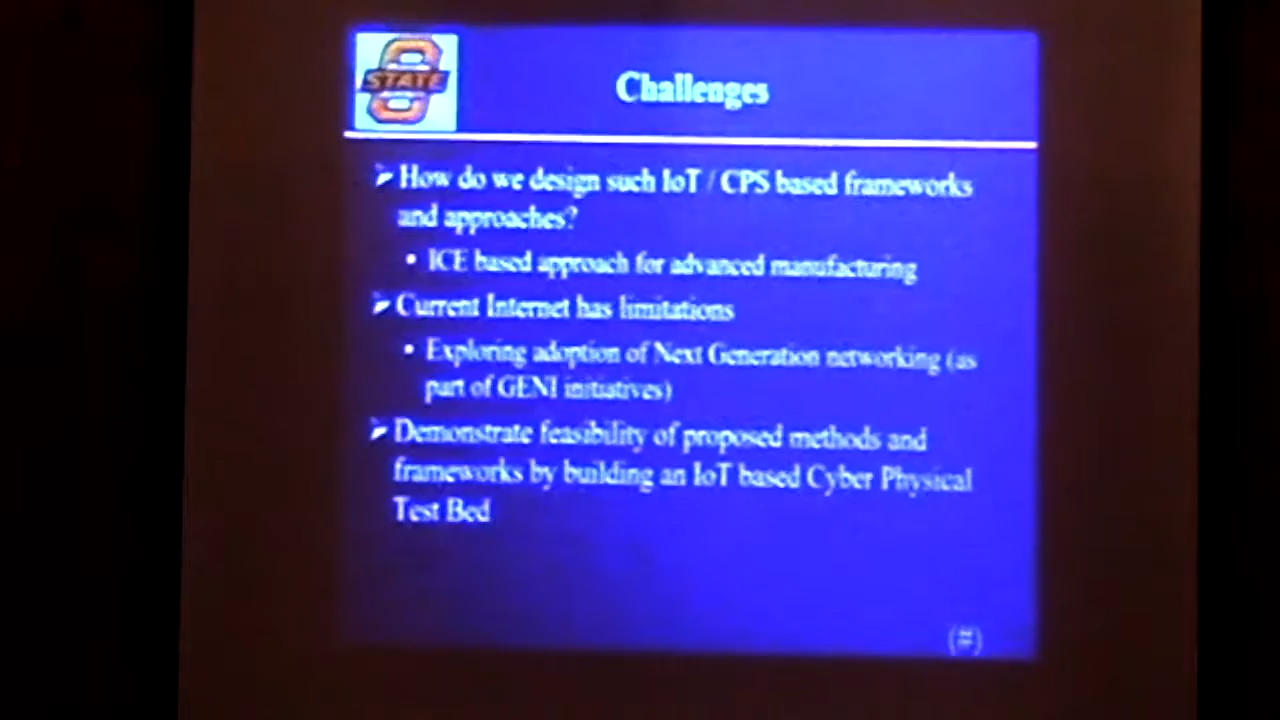 STATE
Challenges
➤ How do we design such IoT / CPS based frameworks
and approaches?
• ICE based approach for advanced manufacturing
➤ Current Internet has limitations
• Exploring adoption of Next Generation networking (as
part of GENI initiatives)
➤ Demonstrate feasibility of proposed methods and
frameworks by building an IoT based Cyber Physical
Test Bed